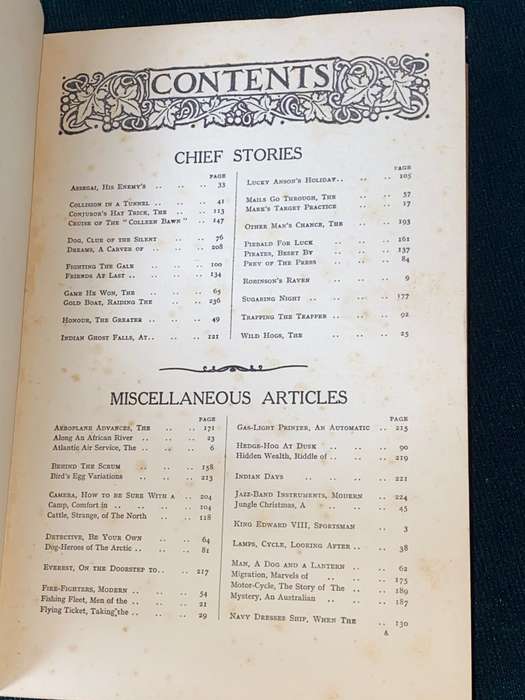 CONTENTS
CHIEF STORIES
PAGE
Assegai, His Enemy's .. .. .. 33
Collision in a Tunnel .. .. .. 41
Conjuror's Hat Trick, The .. .. 113
Cruise of the "Colleen Bawn" .. 147
Dog, Clue of the Silent .. .. 76
Dreams, A Carver of .. .. .. 208
Fighting the Gale .. .. .. 100
Friends at Last .. .. .. .. 134
Game He Won, The .. .. .. 65
Gold Boat, Raiding The .. .. 236
Honour, The Greater .. .. .. 49
Indian Ghost Falls, At.. .. .. 121
PAGE
Lucky Anson's Holiday.. .. .. 105
Mails Go Through, The .. .. 57
Mark's Target Practice .. .. 17
Other Man's Chance, The .. .. 193
Piebald for Luck .. .. .. 161
Pirates, Beset By .. .. .. 137
Prey of the Press .. .. .. 84
Robinson's Raven .. .. .. 9
Sugaring Night .. .. .. .. 177
Trapping the Trapper .. .. .. 92
Wild Hogs, The .. .. .. 25
MISCELLANEOUS ARTICLES
PAGE
Aeroplane Advances, The .. .. 171
Along An African River .. .. 23
Atlantic Air Service, The .. .. 6
Behind the Scrum .. .. .. 158
Bird's Egg Variations .. .. .. 213
Camera, How to be Sure with a .. 204
Camp, Comfort in .. .. .. .. 104
Cattle, Strange, of the North .. 118
Detective, Be Your Own .. .. 64
Dog-Heroes of The Arctic .. .. 81
Everest, On the Doorstep to.. .. 217
Fire-Fighters, Modern .. .. .. 54
Fishing Fleet, Men of the .. .. 21
Flying Ticket, Taking the .. .. 29
PAGE
Gas-Light Printer, An Automatic .. 215
Hedge-Hog At Dusk .. .. .. 90
Hidden Wealth, Riddle of .. .. 219
Indian Days .. .. .. .. 221
Jazz-Band Instruments, Modern .. 224
Jungle Christmas, A .. .. .. 45
King Edward VIII, Sportsman .. 3
Lamps, Cycle, Looking After .. .. 38
Man, A Dog and a Lantern .. .. 62
Migration, Marvels of .. .. .. 175
Motor-Cycle, The Story of The .. 189
Mystery, An Australian .. .. 187
Navy Dresses Ship, When The .. 130
A